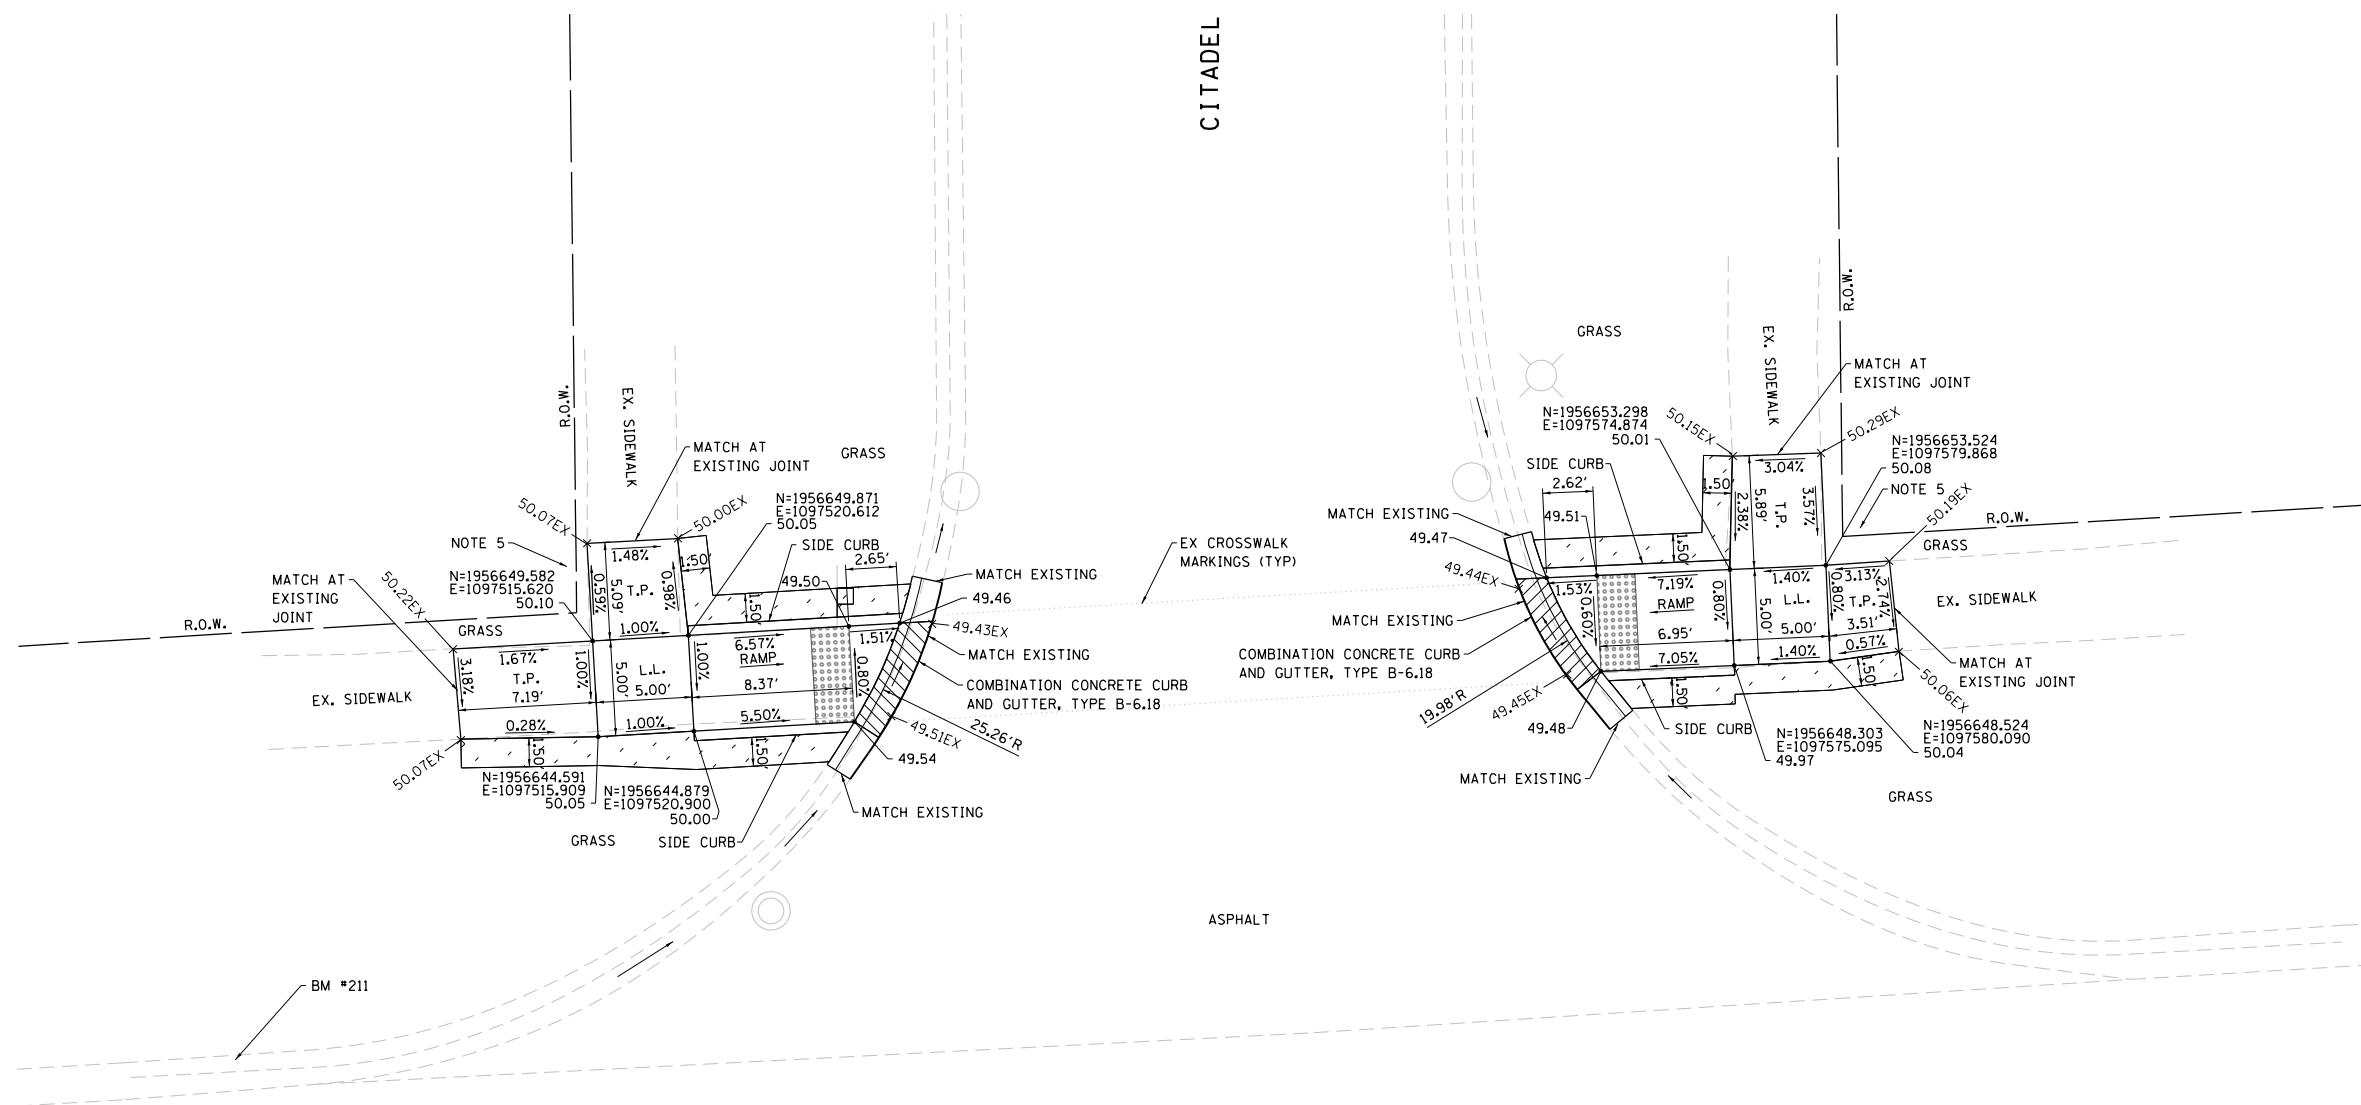 CITADEL
GRASS
R.O.W.
EX. SIDEWALK
MATCH AT
EXISTING JOINT
R.O.W.
EX. SIDEWALK
MATCH AT
EXISTING JOINT
GRASS
N=1956649.871
E=1097520.612
50.05
50.07EX
50.00EX
NOTE 5
1.48%
1.50'
0.59%
5.09'
T.P.
0.98%
1.00%
SIDE CURB
2.65'
49.50
1.50'
MATCH AT
EXISTING
JOINT
50.22EX
N=1956649.582
E=1097515.620
50.10
R.O.W.
GRASS
1.67%
T.P.
7.19'
3.18%
0.28%
1.00%
5.00'
L.L.
5.00'
1.00%
1.00%
6.57%
RAMP
8.37'
5.50%
1.51%
0.80%
EX. SIDEWALK
50.07EX
1.50'
1.50'
N=1956644.591
E=1097515.909
50.05
N=1956644.879
E=1097520.900
50.00
GRASS
SIDE CURB
MATCH EXISTING
49.46
49.43EX
MATCH EXISTING
COMBINATION CONCRETE CURB
AND GUTTER, TYPE B-6.18
25.26'R
49.51EX
49.54
MATCH EXISTING
EX CROSSWALK
MARKINGS (TYP)
N=1956653.298
E=1097574.874
50.01
50.15EX
50.29EX
N=1956653.524
E=1097579.868
50.08
NOTE 5
50.19EX
R.O.W.
GRASS
SIDE CURB
2.62'
MATCH EXISTING
49.51
49.47
49.44EX
MATCH EXISTING
COMBINATION CONCRETE CURB
AND GUTTER, TYPE B-6.18
19.98'R
49.45EX
49.48
MATCH EXISTING
3.04%
1.50'
2.38%
5.89'
T.P.
3.57%
1.50'
1.53%
0.60%
7.19%
RAMP
6.95'
7.05%
0.80%
1.40%
L.L.
5.00'
5.00'
1.40%
0.80%
3.13%
T.P.
3.51'
2.74%
0.57%
1.50'
1.50'
EX. SIDEWALK
MATCH AT
EXISTING JOINT
50.06EX
SIDE CURB
N=1956648.303
E=1097575.095
49.97
N=1956648.524
E=1097580.090
50.04
GRASS
ASPHALT
BM #211